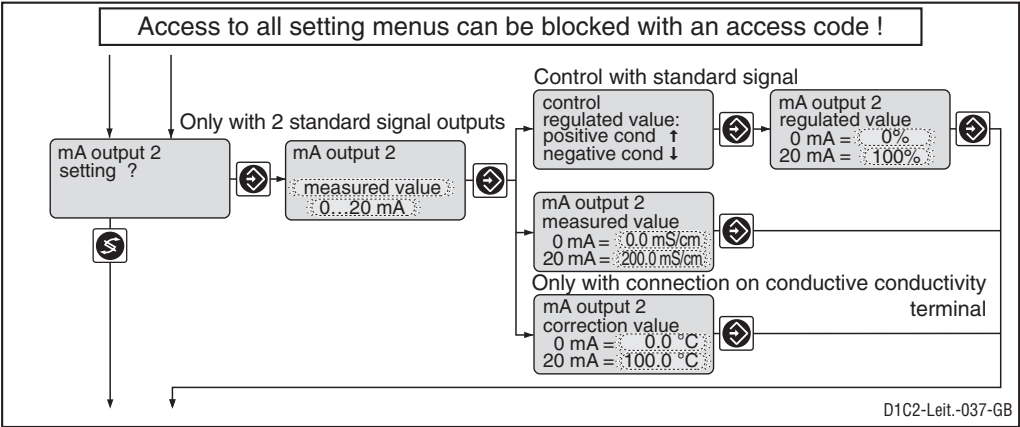 Access to all setting menus can be blocked with an access code !
Only with 2 standard signal outputs
mA output 2
setting ?
mA output 2
measured value
0...20 mA
Control with standard signal
control
regulated value:
positive cond ↑
negative cond ↓
mA output 2
regulated value
0 mA = 0%
20 mA = 100%
mA output 2
measured value
0 mA = 0.0 mS/cm
20 mA = 200.0 mS/cm
Only with connection on conductive conductivity
terminal
mA output 2
correction value
0 mA = 0.0 °C
20 mA = 100.0 °C
D1C2-Leit.-037-GB